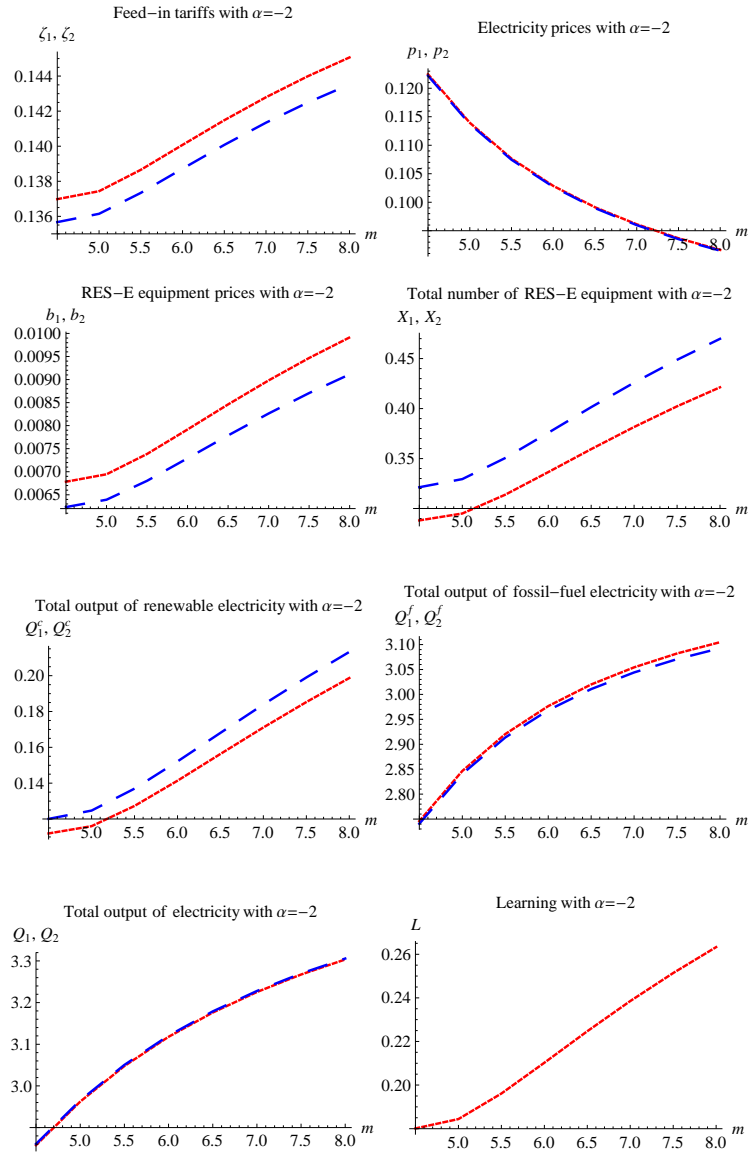 Feed−in tariffs with α=−2
ζ1, ζ2
0.144
0.142
0.140
0.138
0.136
5.0 5.5 6.0 6.5 7.0 7.5 8.0 m
Electricity prices with α=−2
p1, p2
0.120
0.115
0.110
0.105
0.100
5.0 5.5 6.0 6.5 7.0 7.5 8.0 m
RES−E equipment prices with α=−2
b1, b2
0.0100
0.0095
0.0090
0.0085
0.0080
0.0075
0.0070
0.0065
5.0 5.5 6.0 6.5 7.0 7.5 8.0 m
Total number of RES−E equipment with α=−2
X1, X2
0.45
0.40
0.35
5.0 5.5 6.0 6.5 7.0 7.5 8.0 m
Total output of renewable electricity with α=−2
Q1^c, Q2^c
0.20
0.18
0.16
0.14
5.0 5.5 6.0 6.5 7.0 7.5 8.0 m
Total output of fossil−fuel electricity with α=−2
Q1^f, Q2^f
3.10
3.05
3.00
2.95
2.90
2.85
2.80
5.0 5.5 6.0 6.5 7.0 7.5 8.0 m
Total output of electricity with α=−2
Q1, Q2
3.3
3.2
3.1
3.0
5.0 5.5 6.0 6.5 7.0 7.5 8.0 m
Learning with α=−2
L
0.26
0.24
0.22
0.20
5.0 5.5 6.0 6.5 7.0 7.5 8.0 m